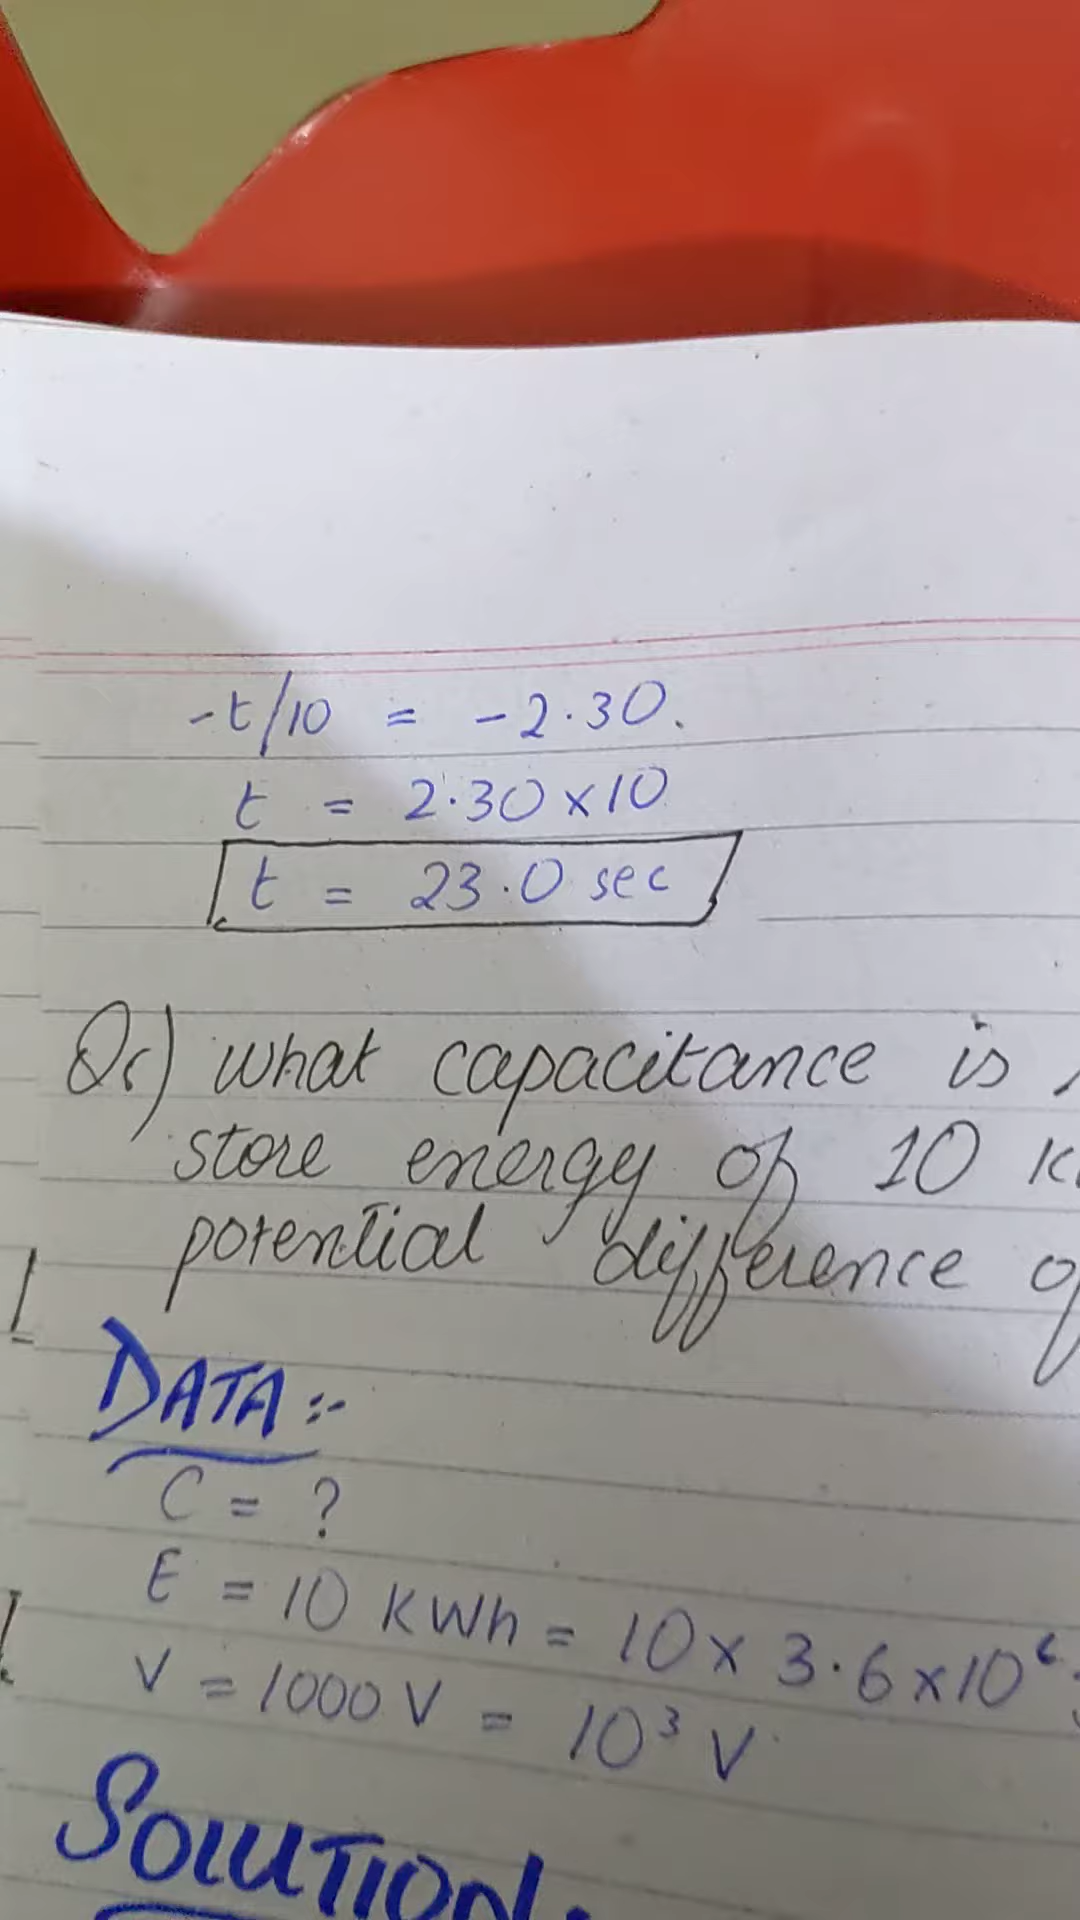 -t/10 = -2.30.
t = 2.30 x 10
t = 23.0 sec
what capacitance is
store energy of 10
potential difference
DATA :-
C = ?
E = 10 kWh = 10 x 3.6 x 10⁶
V = 1000 V = 10³ V
SOLUTION